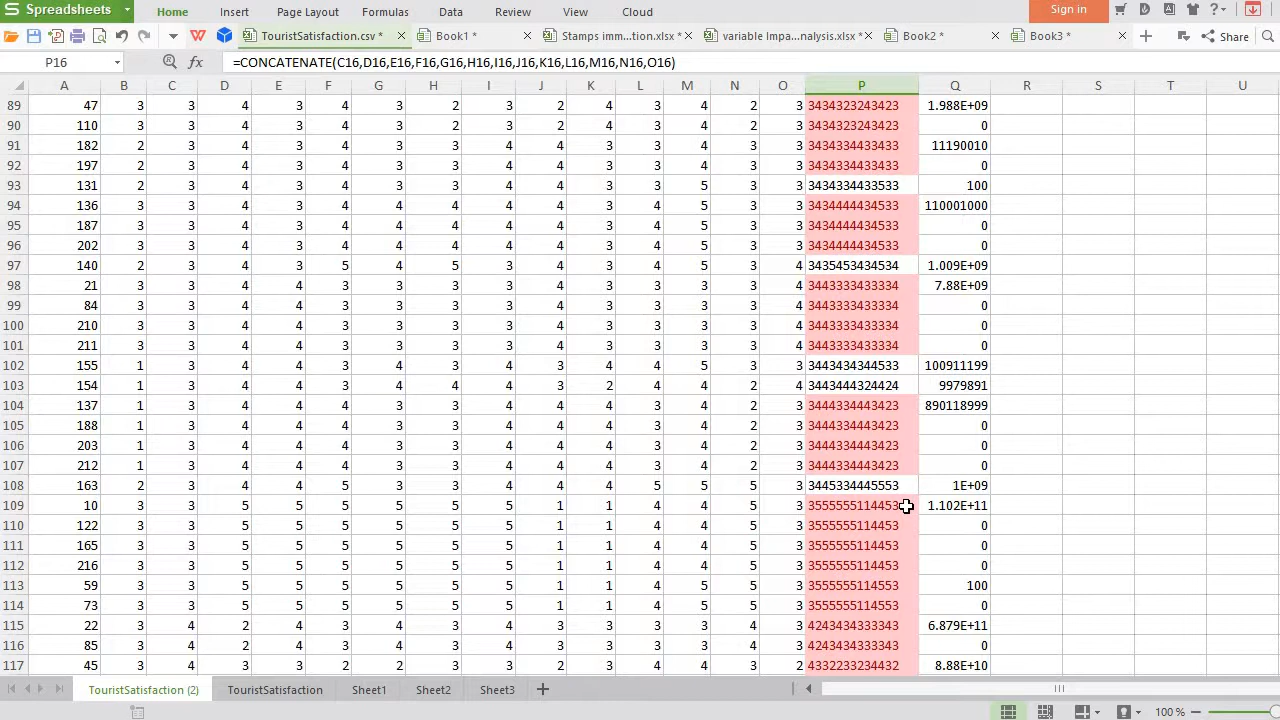 S Spreadsheets Home Insert Page Layout Formulas Data Review View Cloud Sign in
TouristSatisfaction.csv * Book1 * Stamps imm...tion.xlsx * variable Impa...nalysis.xlsx * Book2 * Book3 * Share
P16 fx =CONCATENATE(C16,D16,E16,F16,G16,H16,I16,J16,K16,L16,M16,N16,O16)
A B C D E F G H I J K L M N O P Q R S T U
89 47 3 3 4 3 4 3 2 3 2 4 3 4 2 3 3434323243423 1.988E+09
90 110 3 3 4 3 4 3 2 3 2 4 3 4 2 3 3434323243423 0
91 182 2 3 4 3 4 3 3 4 4 3 3 4 3 3 3434334433433 11190010
92 197 2 3 4 3 4 3 3 4 4 3 3 4 3 3 3434334433433 0
93 131 2 3 4 3 4 3 3 4 4 3 3 5 3 3 3434334433533 100
94 136 2 3 4 3 4 4 4 4 4 3 4 5 3 3 3434444434533 110001000
95 187 2 3 4 3 4 4 4 4 4 3 4 5 3 3 3434444434533 0
96 202 2 3 4 3 4 4 4 4 4 3 4 5 3 3 3434444434533 0
97 140 2 3 4 3 5 4 5 3 4 3 4 5 3 4 3435453434534 1.009E+09
98 21 3 3 4 4 3 3 3 3 4 3 3 3 3 4 3443333433334 7.88E+09
99 84 3 3 4 4 3 3 3 3 4 3 3 3 3 4 3443333433334 0
100 210 3 3 4 4 3 3 3 3 4 3 3 3 3 4 3443333433334 0
101 211 3 3 4 4 3 3 3 3 4 3 3 3 3 4 3443333433334 0
102 155 1 3 4 4 3 4 3 4 3 4 4 5 3 3 3443434344533 100911199
103 154 1 3 4 4 3 4 4 4 3 2 4 4 2 4 3443444324424 9979891
104 137 1 3 4 4 4 3 3 4 4 4 3 4 2 3 3444334443423 890118999
105 188 1 3 4 4 4 3 3 4 4 4 3 4 2 3 3444334443423 0
106 203 1 3 4 4 4 3 3 4 4 4 3 4 2 3 3444334443423 0
107 212 1 3 4 4 4 3 3 4 4 4 3 4 2 3 3444334443423 0
108 163 2 3 4 4 5 3 3 4 4 4 5 5 5 3 3445334445553 1E+09
109 10 3 3 5 5 5 5 5 5 1 1 4 4 5 3 3555555114453 1.102E+11
110 122 3 3 5 5 5 5 5 5 1 1 4 4 5 3 3555555114453 0
111 165 3 3 5 5 5 5 5 5 1 1 4 4 5 3 3555555114453 0
112 216 3 3 5 5 5 5 5 5 1 1 4 4 5 3 3555555114453 0
113 59 3 3 5 5 5 5 5 5 1 1 4 5 5 3 3555555114553 100
114 73 3 3 5 5 5 5 5 5 1 1 4 5 5 3 3555555114553 0
115 22 3 4 2 4 3 4 3 4 3 3 3 3 4 3 4243434333343 6.879E+11
116 85 3 4 2 4 3 4 3 4 3 3 3 3 4 3 4243434333343 0
117 45 3 4 3 3 2 2 3 3 2 3 4 4 3 2 4332233234432 8.88E+10
TouristSatisfaction (2) TouristSatisfaction Sheet1 Sheet2 Sheet3
100 %